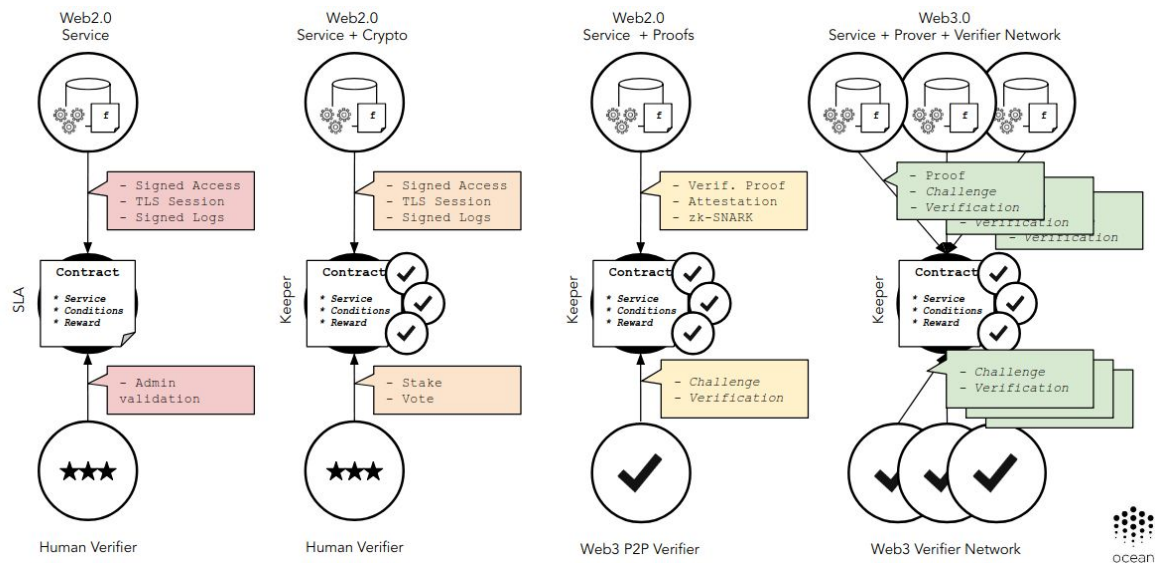 Web2.0
Service
Web2.0
Service + Crypto
Web2.0
Service + Proofs
Web3.0
Service + Prover + Verifier Network
f
f
f
f
f
f
- Signed Access
- TLS Session
- Signed Logs
- Signed Access
- TLS Session
- Signed Logs
- Verif. Proof
- Attestation
- zk-SNARK
- Proof
- Challenge
- Verification
- Verification
- Verification
SLA
Contract
* Service
* Conditions
* Reward
Keeper
Contract
* Service
* Conditions
* Reward
Keeper
Contract
* Service
* Conditions
* Reward
Keeper
Contract
* Service
* Conditions
* Reward
- Admin
validation
- Stake
- Vote
- Challenge
- Verification
- Challenge
- Verification
Human Verifier
Human Verifier
Web3 P2P Verifier
Web3 Verifier Network
ocean